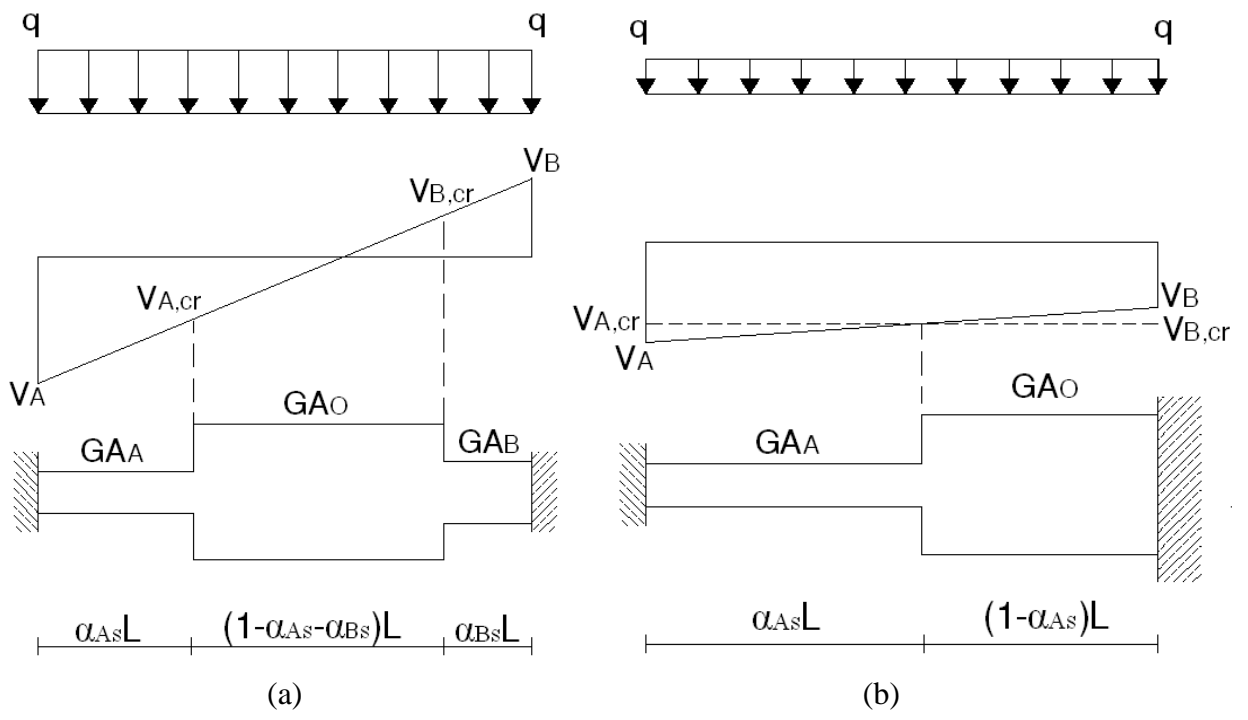 q q
VB
VB,cr
VA,cr
VA
GAO
GAA
GAB
αAsL
(1-αAs-αBs)L
αBsL
(a)
q q
VA,cr
VA
VB
VB,cr
GAO
GAA
αAsL
(1-αAs)L
(b)